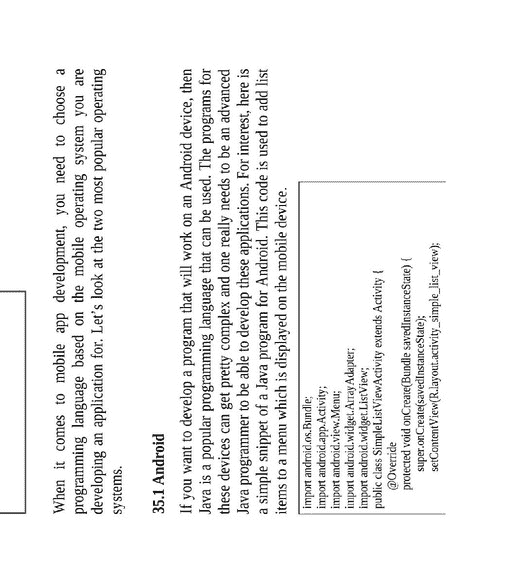 When it comes to mobile app development, you need to choose a
programming language based on the mobile operating system you are
developing an application for. Let's look at the two most popular operating
systems.
35.1 Android
If you want to develop a program that will work on an Android device, then
Java is a popular programming language that can be used. The programs for
these devices can get pretty complex and one really needs to be an advanced
Java programmer to be able to develop these applications. For interest, here is
a simple snippet of a Java program for Android. This code is used to add list
items to a menu which is displayed on the mobile device.
import android.os.Bundle;
import android.app.Activity;
import android.view.Menu;
import android.widget.ArrayAdapter;
import android.widget.ListView;
public class SimpleListViewActivity extends Activity {
@Override
protected void onCreate(Bundle savedInstanceState) {
super.onCreate(savedInstanceState);
setContentView(R.layout.activity_simple_list_view);